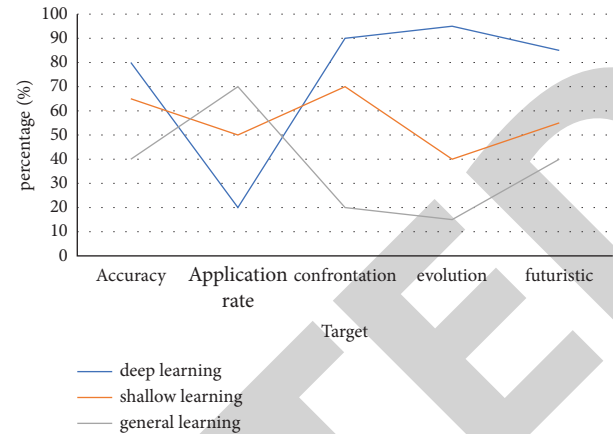 percentage (%)
100
90
80
70
60
50
40
30
20
10
0
Accuracy
Application rate
confrontation
evolution
futuristic
Target
deep learning
shallow learning
general learning